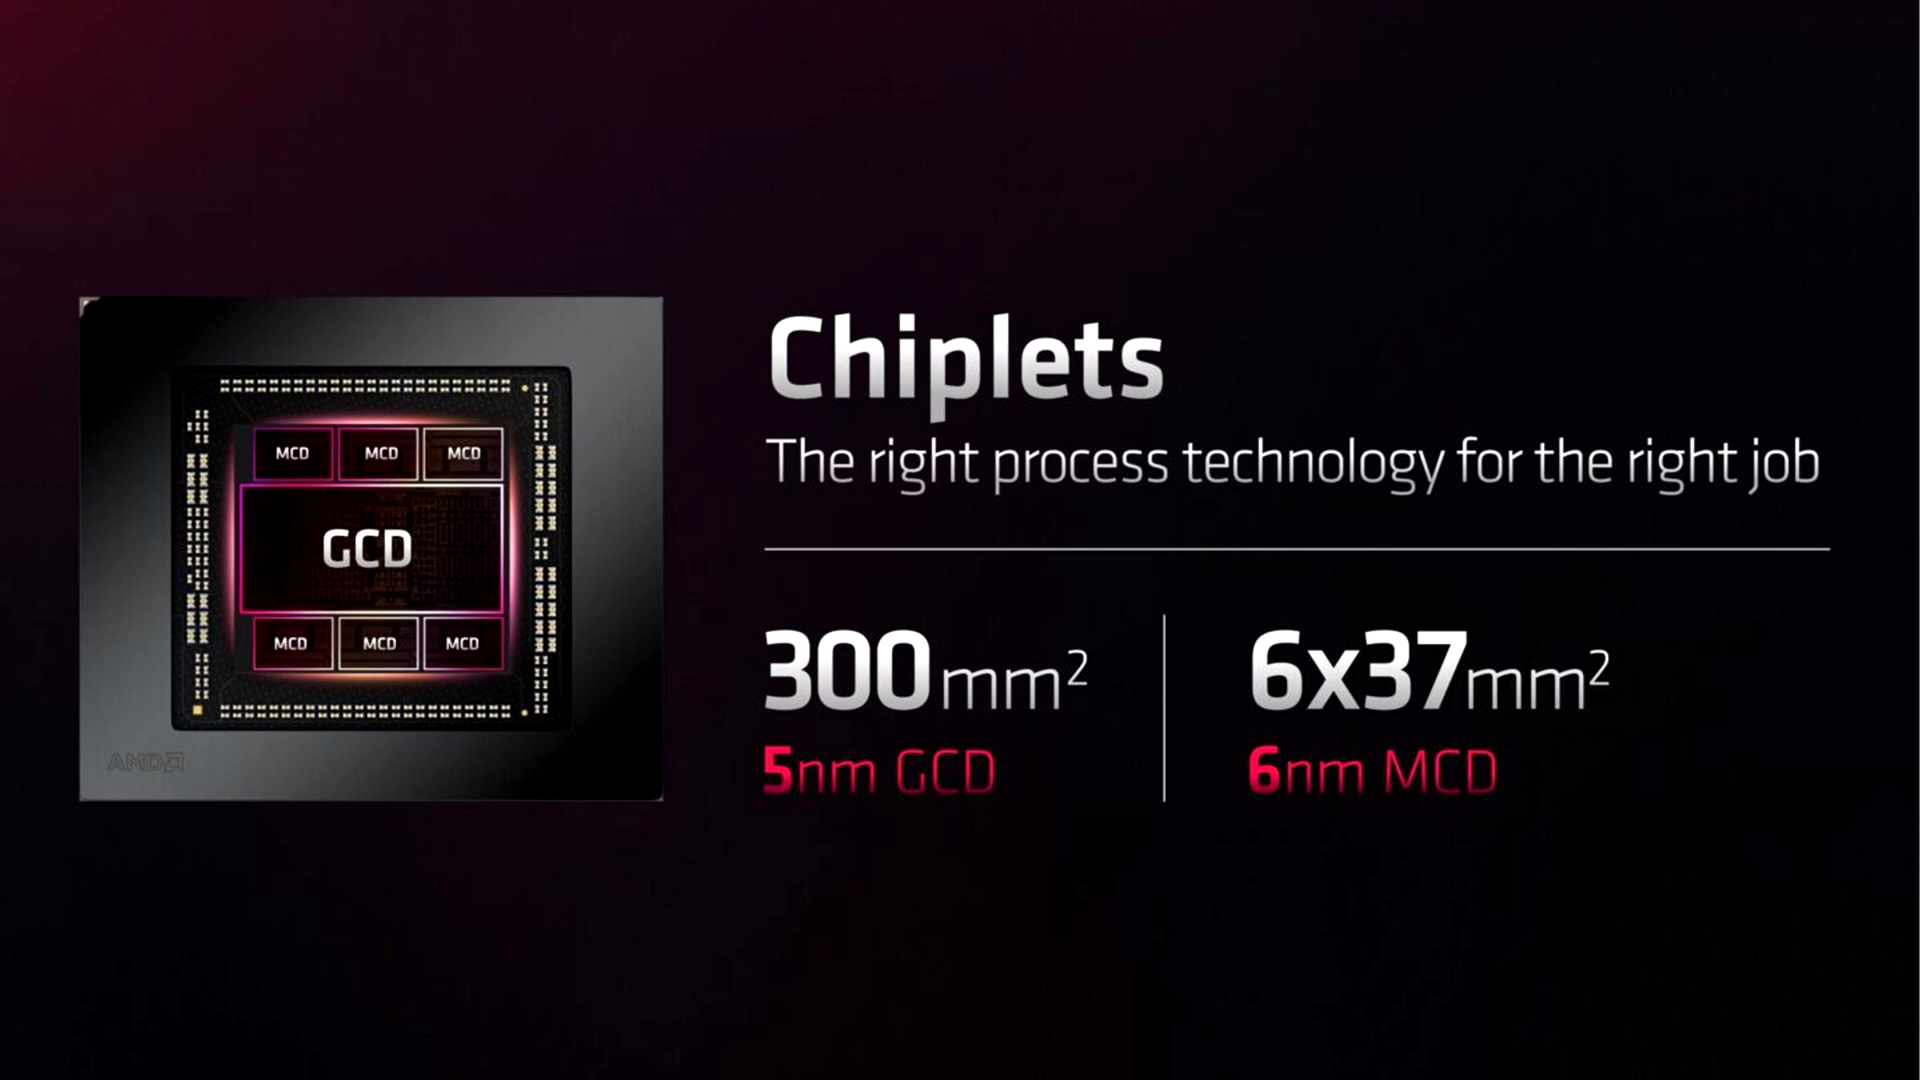 Chiplets
The right process technology for the right job
MCD MCD MCD
GCD
MCD MCD MCD
300mm²
5nm GCD
6x37mm²
6nm MCD
AMD